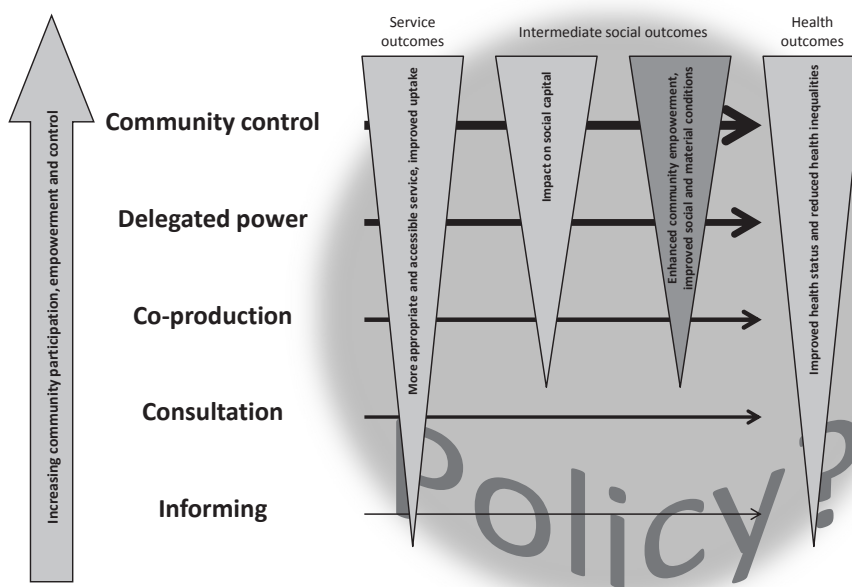 Service
outcomes
Intermediate social outcomes
Health
outcomes
Increasing community participation, empowerment and control
Community control
Delegated power
Co-production
Consultation
Informing
More appropriate and accessible service, improved uptake
Impact on social capital
Enhanced community empowerment,
improved social and material conditions
Improved health status and reduced health inequalities
Policy?